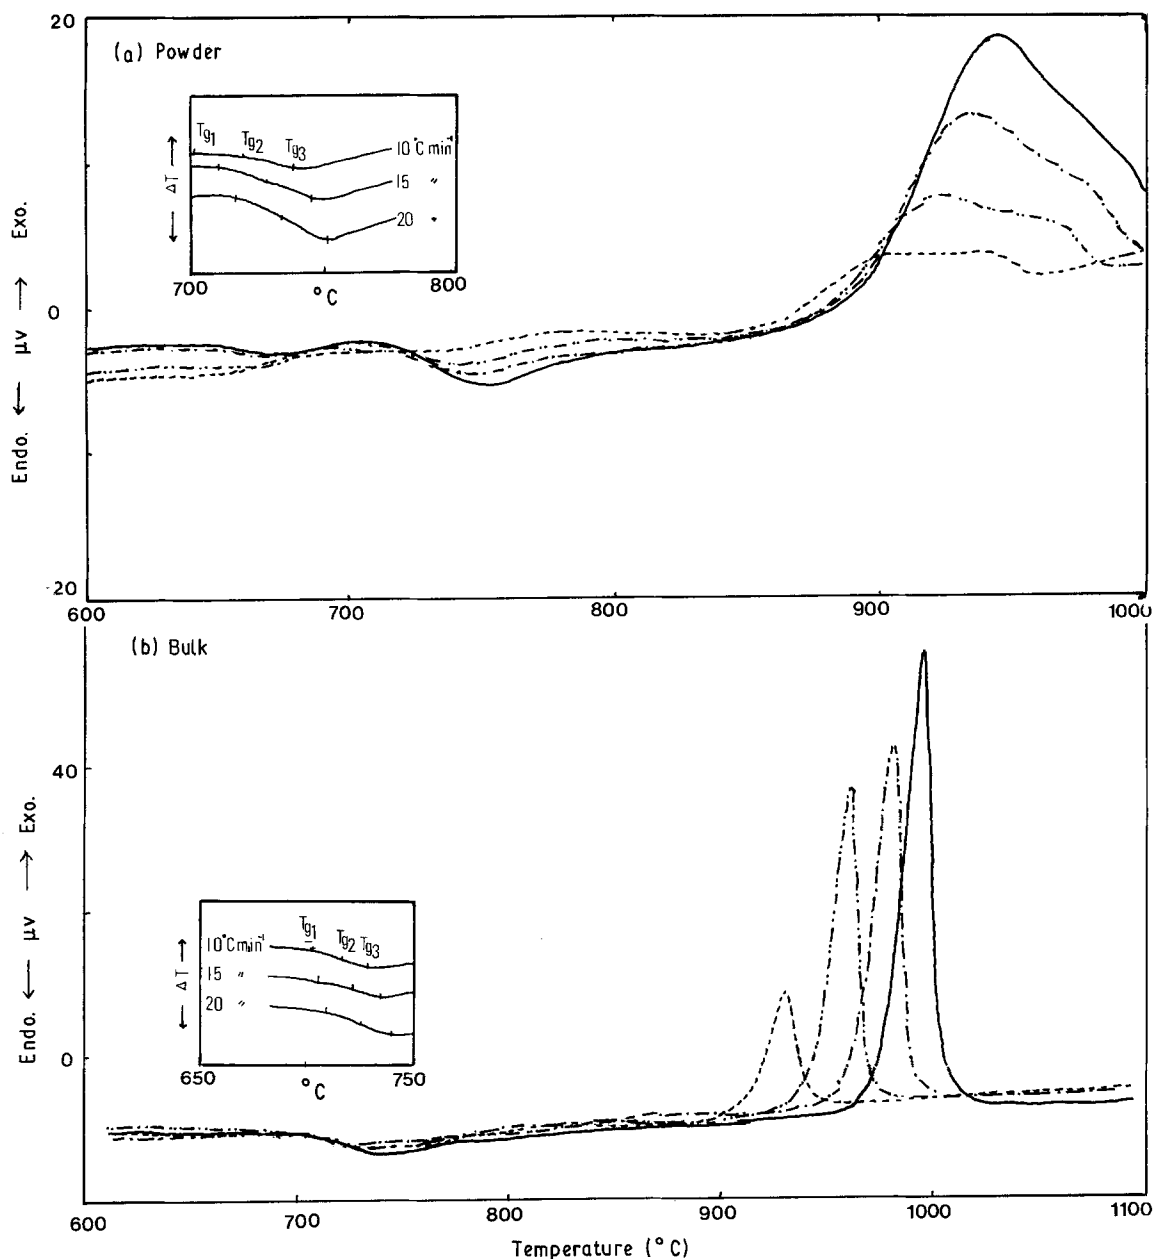 20
(a) Powder
Tg1 Tg2 Tg3
10°C min⁻¹
15 "
20 "
← ΔT →
700 °C 800
Endo. ← μv → Exo.
0
-20
600 700 800 900 1000
(b) Bulk
40
Tg1 Tg2 Tg3
10°C min⁻¹
15 "
20 "
← ΔT →
650 °C 750
Endo. ← μv → Exo.
0
600 700 800 900 1000 1100
Temperature (°C)